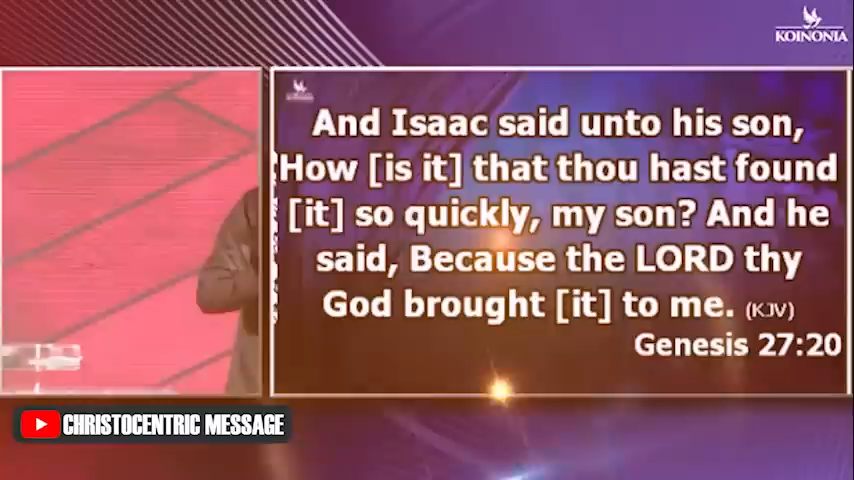 KOINONIA
And Isaac said unto his son,
How [is it] that thou hast found
[it] so quickly, my son? And he
said, Because the LORD thy
God brought [it] to me. (KJV)
Genesis 27:20
CHRISTOCENTRIC MESSAGE